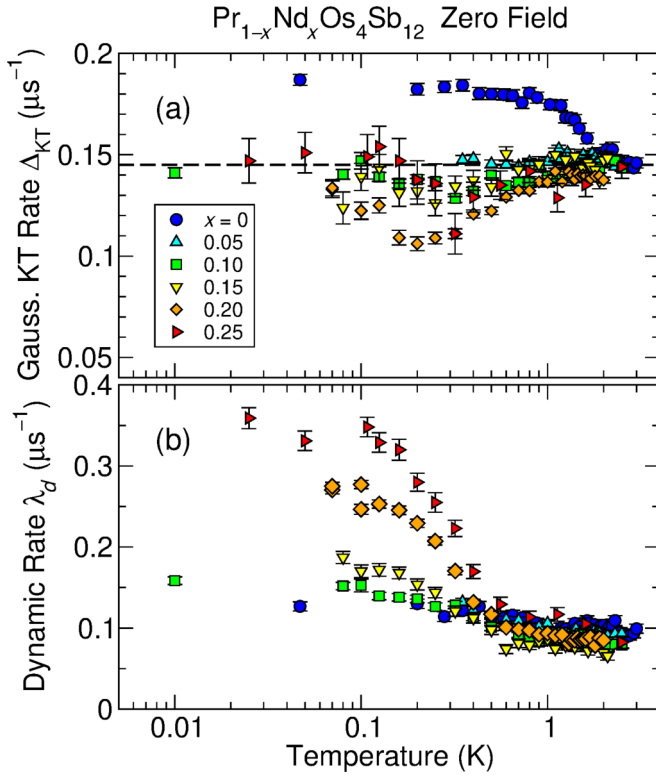 Pr₁₋ₓNdₓOs₄Sb₁₂ Zero Field
0.2
0.15
0.1
0.05
Gauss. KT Rate Δ_KT (μs⁻¹)
(a)
x = 0
0.05
0.10
0.15
0.20
0.25
0.4
0.3
0.2
0.1
0
Dynamic Rate λ_d (μs⁻¹)
(b)
0.01
0.1
1
Temperature (K)